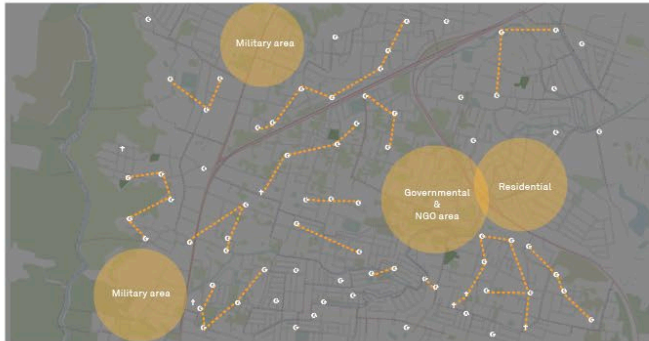 Military area
Governmental
&
NGO area
Residential
Military area